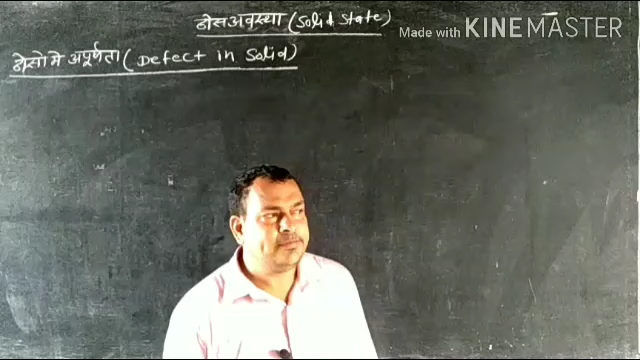 ठोस अवस्था (Solid State)
Made with KINEMASTER
ठोसो मे अपूर्णता (Defect in Solid)